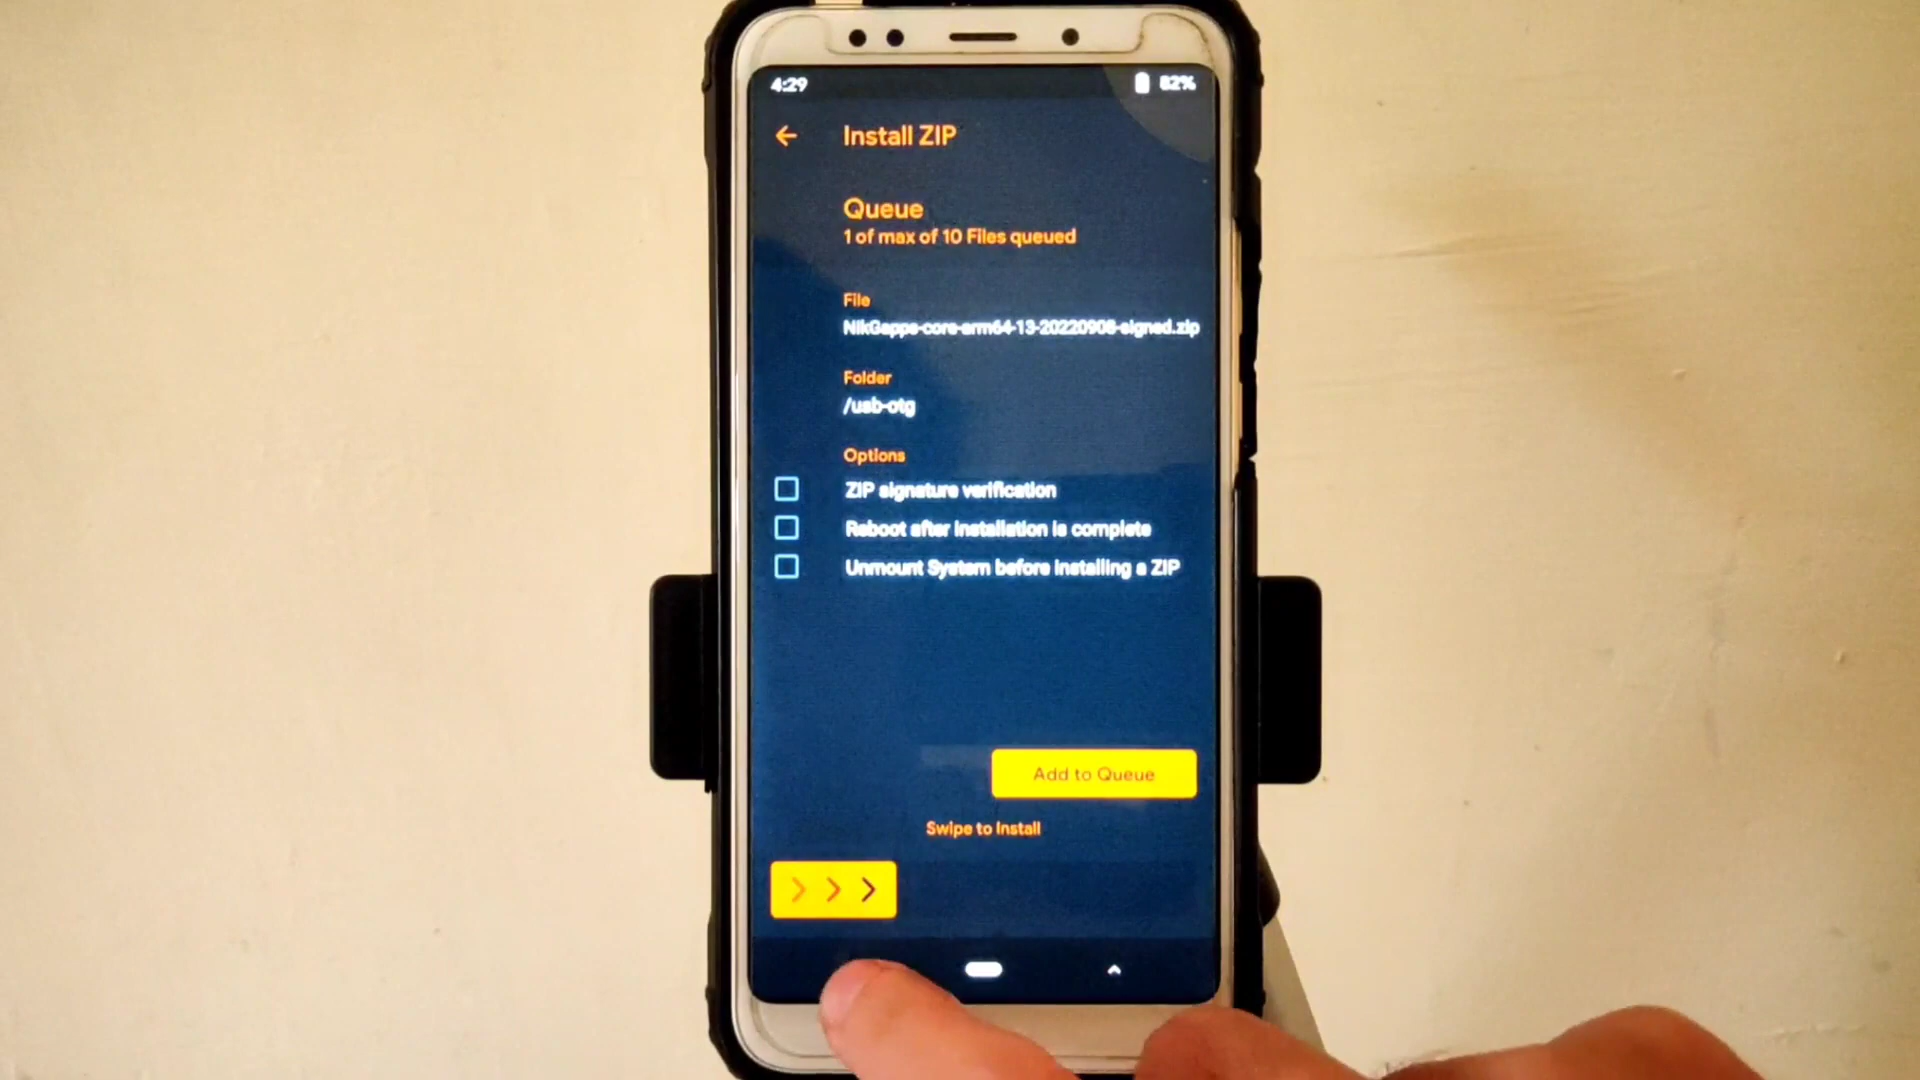 4:29
82%
Install ZIP
Queue
1 of max of 10 Files queued
File
NikGapps-core-arm64-13-20220908-signed.zip
Folder
/usb-otg
Options
ZIP signature verification
Reboot after installation is complete
Unmount System before installing a ZIP
Add to Queue
Swipe to Install